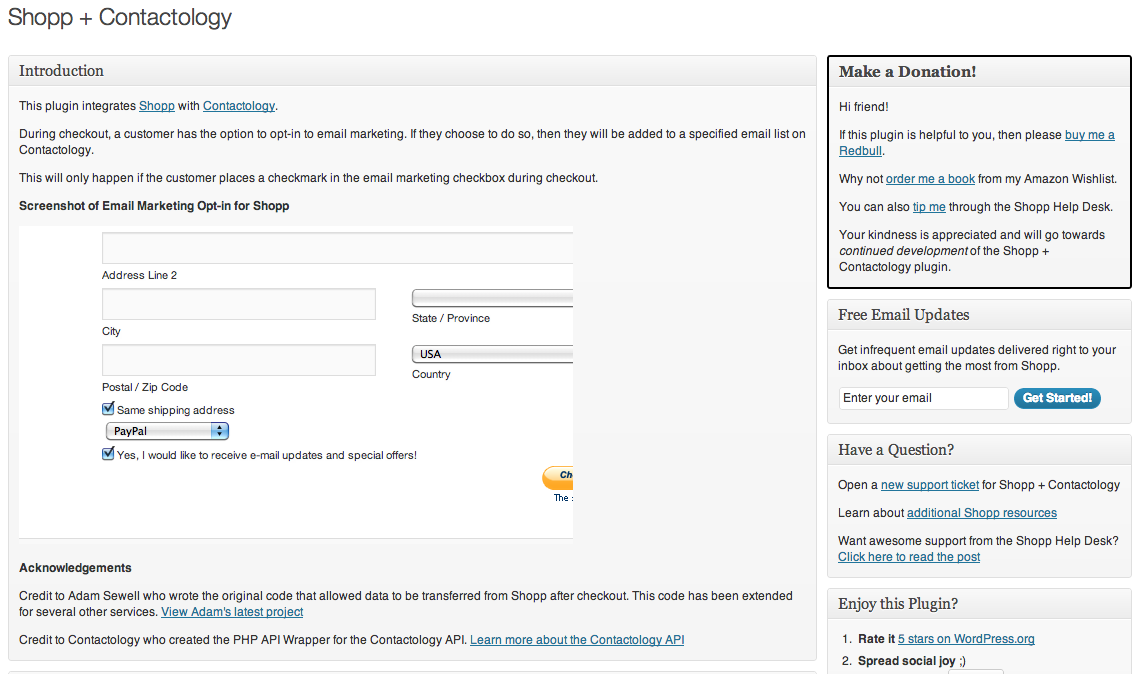 Shopp + Contactology
Introduction
This plugin integrates Shopp with Contactology.
During checkout, a customer has the option to opt-in to email marketing. If they choose to do so, then they will be added to a specified email list on
Contactology.
This will only happen if the customer places a checkmark in the email marketing checkbox during checkout.
Screenshot of Email Marketing Opt-in for Shopp
Address Line 2
City
State / Province
USA
Country
Postal / Zip Code
Same shipping address
PayPal
Yes, I would like to receive e-mail updates and special offers!
Ch
The
Acknowledgements
Credit to Adam Sewell who wrote the original code that allowed data to be transferred from Shopp after checkout. This code has been extended
for several other services. View Adam's latest project
Credit to Contactology who created the PHP API Wrapper for the Contactology API. Learn more about the Contactology API
Make a Donation!
Hi friend!
If this plugin is helpful to you, then please buy me a
Redbull.
Why not order me a book from my Amazon Wishlist.
You can also tip me through the Shopp Help Desk.
Your kindness is appreciated and will go towards
continued development of the Shopp +
Contactology plugin.
Free Email Updates
Get infrequent email updates delivered right to your
inbox about getting the most from Shopp.
Enter your email
Get Started!
Have a Question?
Open a new support ticket for Shopp + Contactology
Learn about additional Shopp resources
Want awesome support from the Shopp Help Desk?
Click here to read the post
Enjoy this Plugin?
1. Rate it 5 stars on WordPress.org
2. Spread social joy ;)